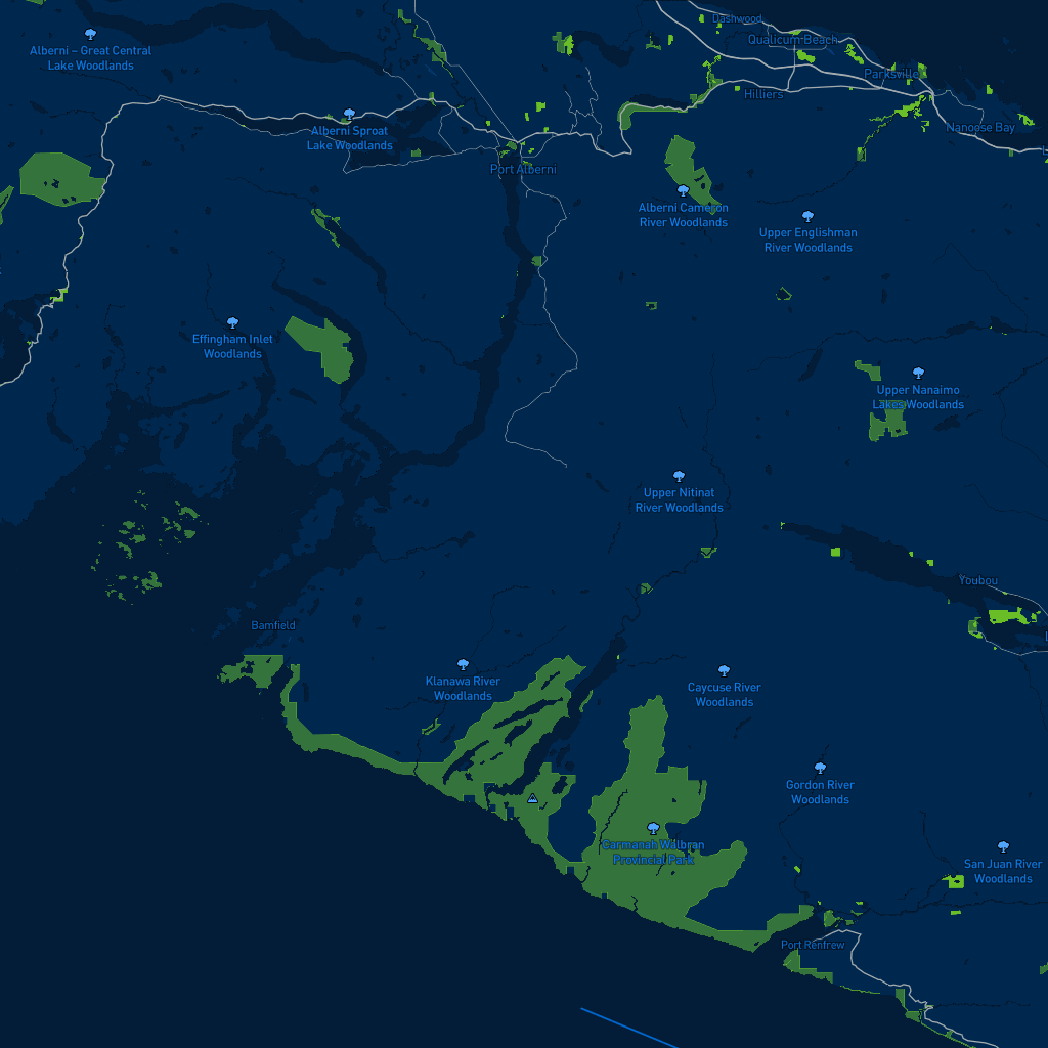 Dashwood
Qualicum Beach
Alberni – Great Central
Lake Woodlands
Parksville
Hilliers
Nanoose Bay
Alberni Sproat
Lake Woodlands
Port Alberni
Alberni Cameron
River Woodlands
Upper Englishman
River Woodlands
Effingham Inlet
Woodlands
Upper Nanaimo
Lakes Woodlands
Upper Nitinat
River Woodlands
Youbou
Bamfield
Klanawa River
Woodlands
Caycuse River
Woodlands
Gordon River
Woodlands
Carmanah Walbran
Provincial Park
San Juan River
Woodlands
Port Renfrew